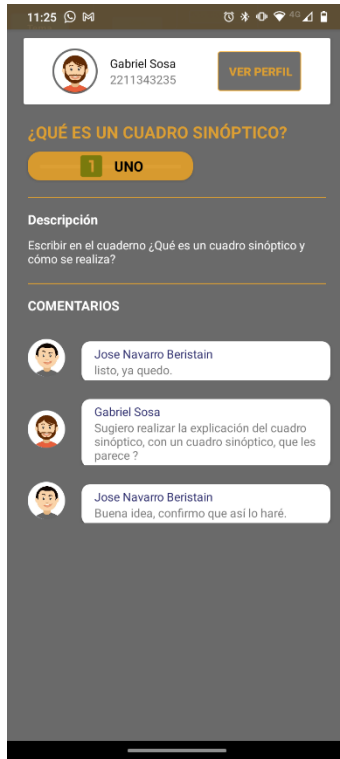 11:25
4G
Gabriel Sosa
2211343235
VER PERFIL
¿QUÉ ES UN CUADRO SINÓPTICO?
1 UNO
Descripción
Escribir en el cuaderno ¿Qué es un cuadro sinóptico y
cómo se realiza?
COMENTARIOS
Jose Navarro Beristain
listo, ya quedo.
Gabriel Sosa
Sugiero realizar la explicación del cuadro
sinóptico, con un cuadro sinóptico, que les
parece ?
Jose Navarro Beristain
Buena idea, confirmo que así lo haré.